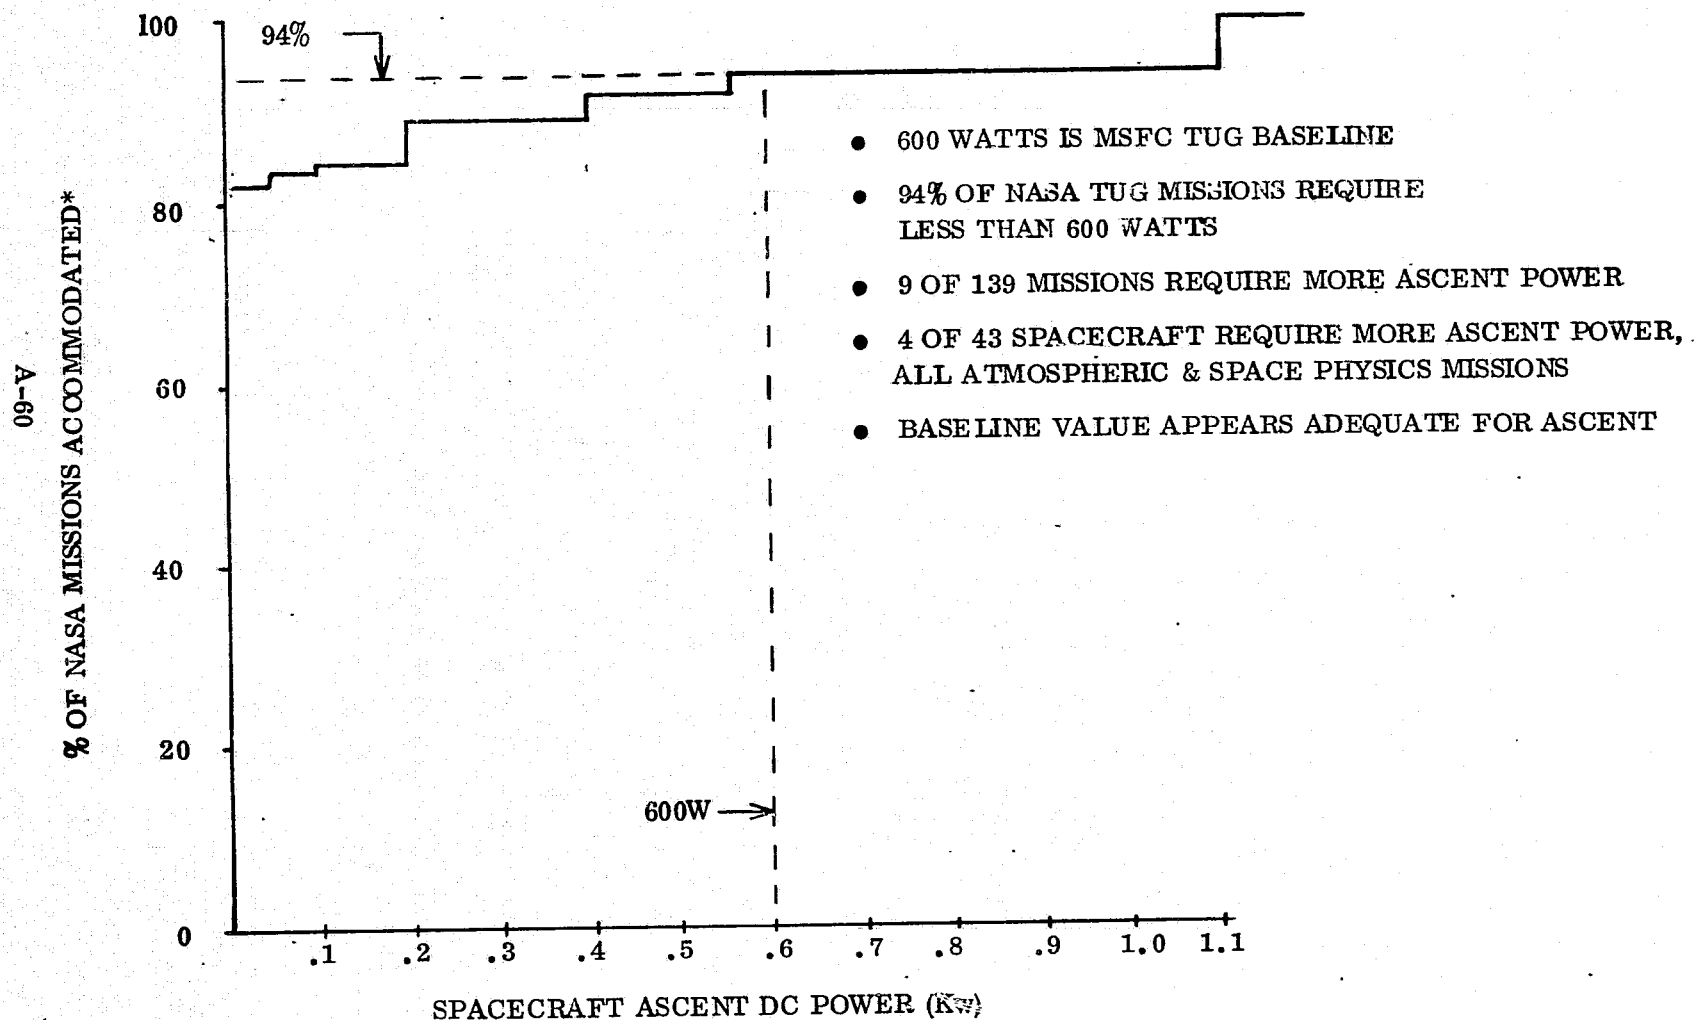 100
94%
80
60
40
20
0
% OF NASA MISSIONS ACCOMMODATED*
A-60
● 600 WATTS IS MSFC TUG BASELINE
● 94% OF NASA TUG MISSIONS REQUIRE
LESS THAN 600 WATTS
● 9 OF 139 MISSIONS REQUIRE MORE ASCENT POWER
● 4 OF 43 SPACECRAFT REQUIRE MORE ASCENT POWER,
ALL ATMOSPHERIC & SPACE PHYSICS MISSIONS
● BASELINE VALUE APPEARS ADEQUATE FOR ASCENT
600W
.1 .2 .3 .4 .5 .6 .7 .8 .9 1.0 1.1
SPACECRAFT ASCENT DC POWER (KW)